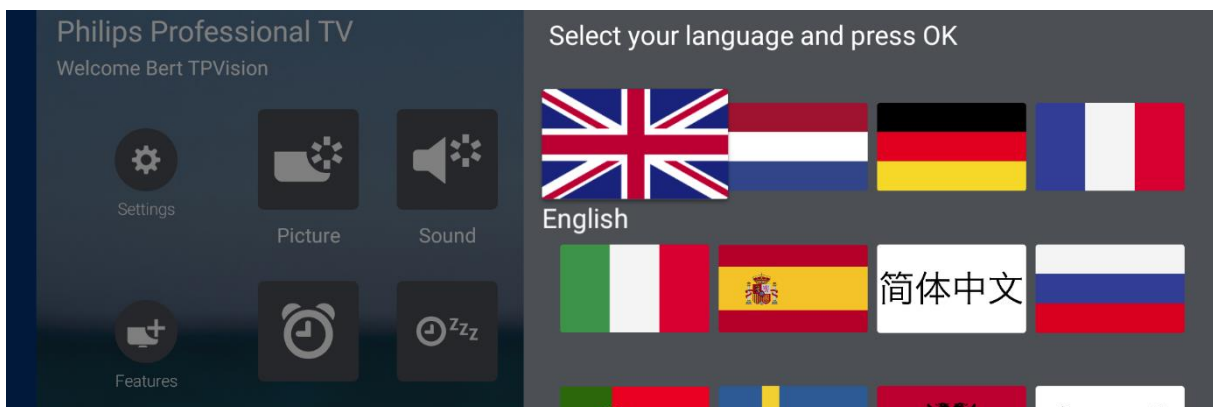 Philips Professional TV
Welcome Bert TPVision
Settings
Picture
Sound
Features
zzz
Select your language and press OK
English
简体中文